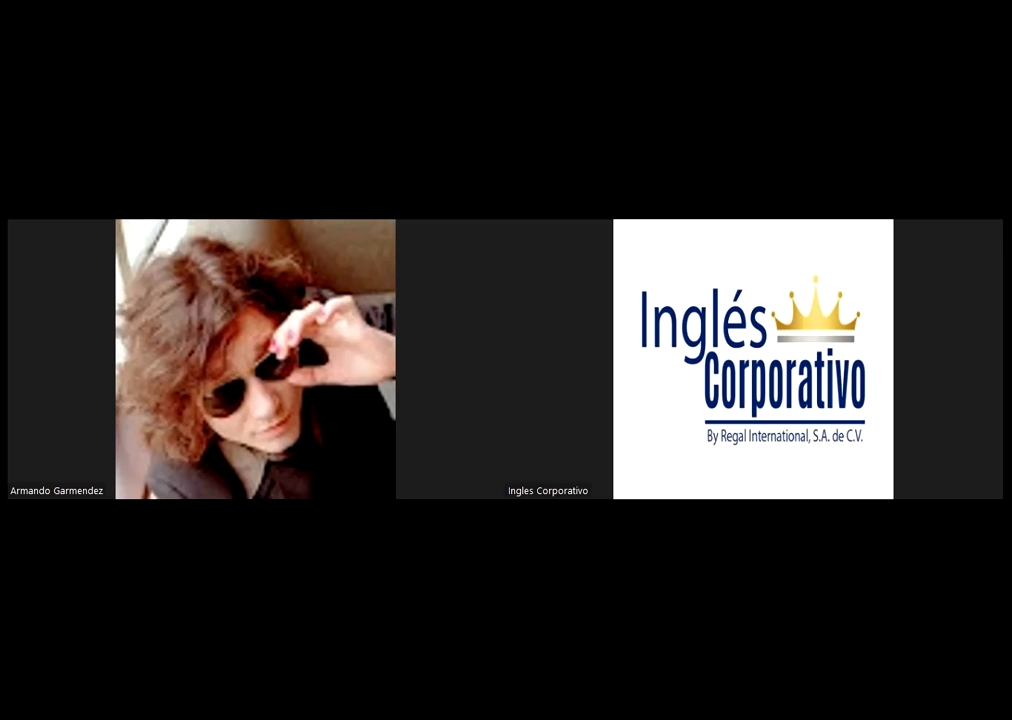 Inglés
Corporativo
By Regal International, S.A. de C.V.
Armando Garmendez
Ingles Corporativo